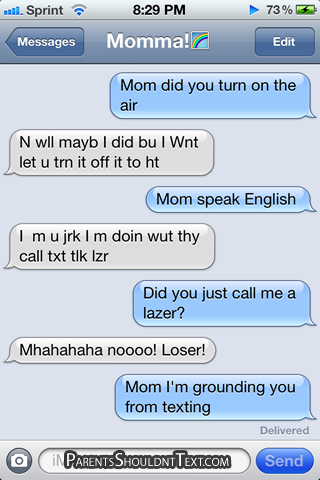 Sprint 8:29 PM 73%
Messages Momma! Edit
Mom did you turn on the
air
N wll mayb I did bu I Wnt
let u trn it off it to ht
Mom speak English
I m u jrk I m doin wut thy
call txt tlk lzr
Did you just call me a
lazer?
Mhahahaha noooo! Loser!
Mom I'm grounding you
from texting
Delivered
ParentsShouldntText.com
Send